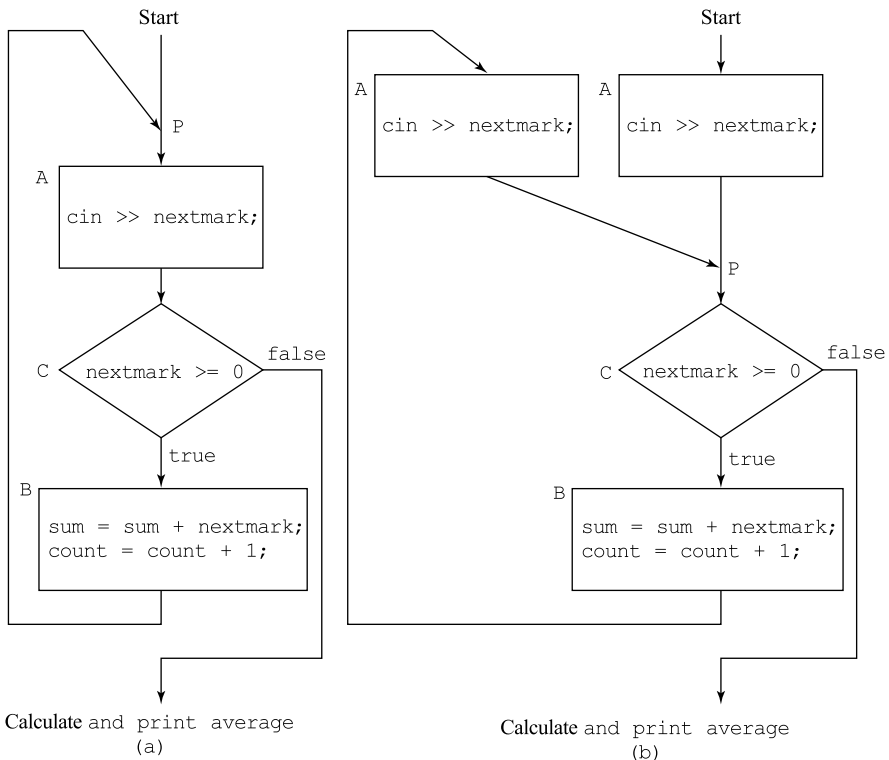 Start
P
A
cin >> nextmark;
C
nextmark >= 0
false
true
B
sum = sum + nextmark;
count = count + 1;
Calculate and print average
(a)
Start
A
cin >> nextmark;
A
cin >> nextmark;
P
C
nextmark >= 0
false
true
B
sum = sum + nextmark;
count = count + 1;
Calculate and print average
(b)